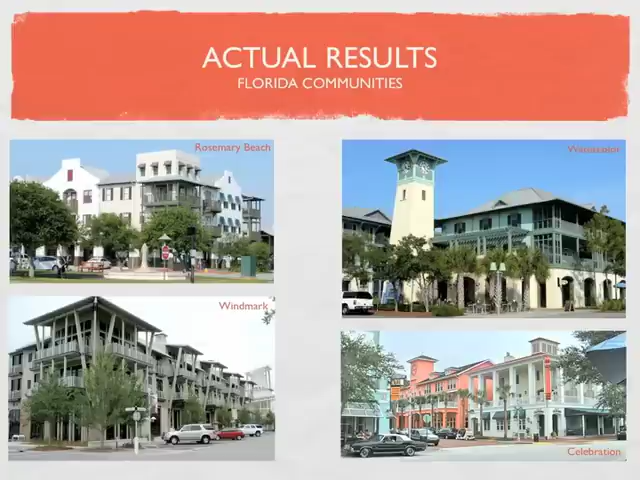 ACTUAL RESULTS
FLORIDA COMMUNITIES
Rosemary Beach
Watercolor
Windmark
Celebration